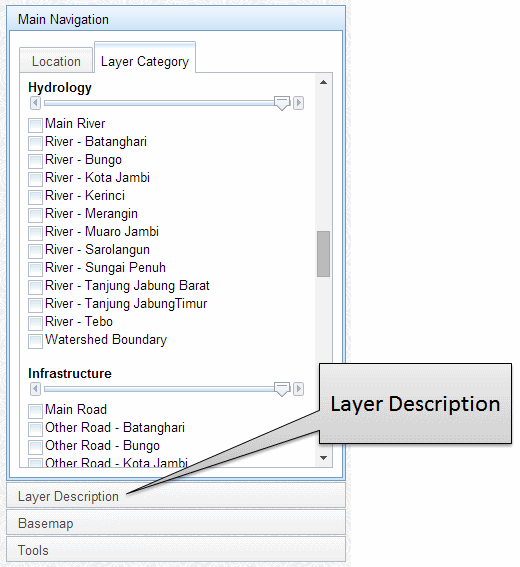 Main Navigation
Location
Layer Category
Hydrology
Main River
River - Batanghari
River - Bungo
River - Kota Jambi
River - Kerinci
River - Merangin
River - Muaro Jambi
River - Sarolangun
River - Sungai Penuh
River - Tanjung Jabung Barat
River - Tanjung JabungTimur
River - Tebo
Watershed Boundary
Infrastructure
Main Road
Other Road - Batanghari
Other Road - Bungo
Other Road - Kota Jambi
Layer Description
Layer Description
Basemap
Tools